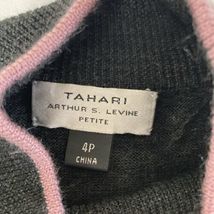 TAHARI
ARTHUR S. LEVINE
PETITE
4P
CHINA